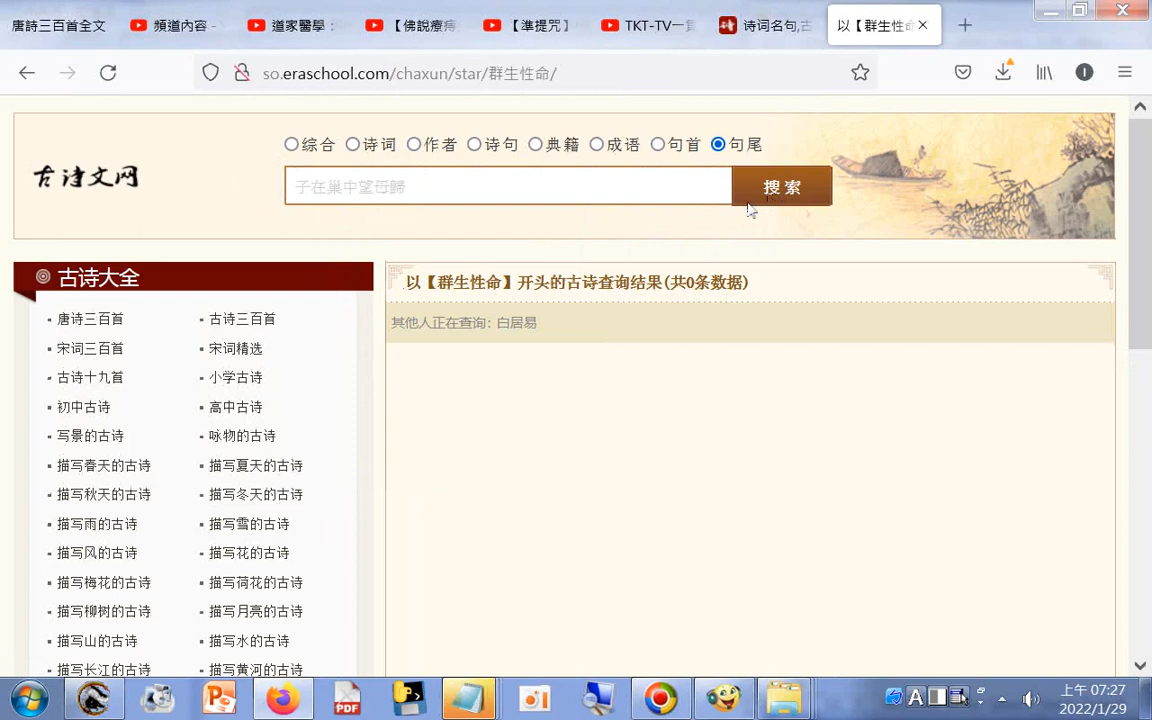 唐詩三百首全文
頻道內容
道家醫學：
【佛說療痔
【準提咒】
TKT-TV一貫
诗词名句,古
以【群生性命
so.eraschool.com/chaxun/star/群生性命/
古诗文网
综合 诗词 作者 诗句 典籍 成语 句首 句尾
子在巢中望母歸
搜索
古诗大全
唐诗三百首 古诗三百首
宋词三百首 宋词精选
古诗十九首 小学古诗
初中古诗 高中古诗
写景的古诗 咏物的古诗
描写春天的古诗 描写夏天的古诗
描写秋天的古诗 描写冬天的古诗
描写雨的古诗 描写雪的古诗
描写风的古诗 描写花的古诗
描写梅花的古诗 描写荷花的古诗
描写柳树的古诗 描写月亮的古诗
描写山的古诗 描写水的古诗
描写长江的古诗 描写黄河的古诗
以【群生性命】开头的古诗查询结果(共0条数据)
其他人正在查询: 白居易
PDF
A
上午 07:27
2022/1/29